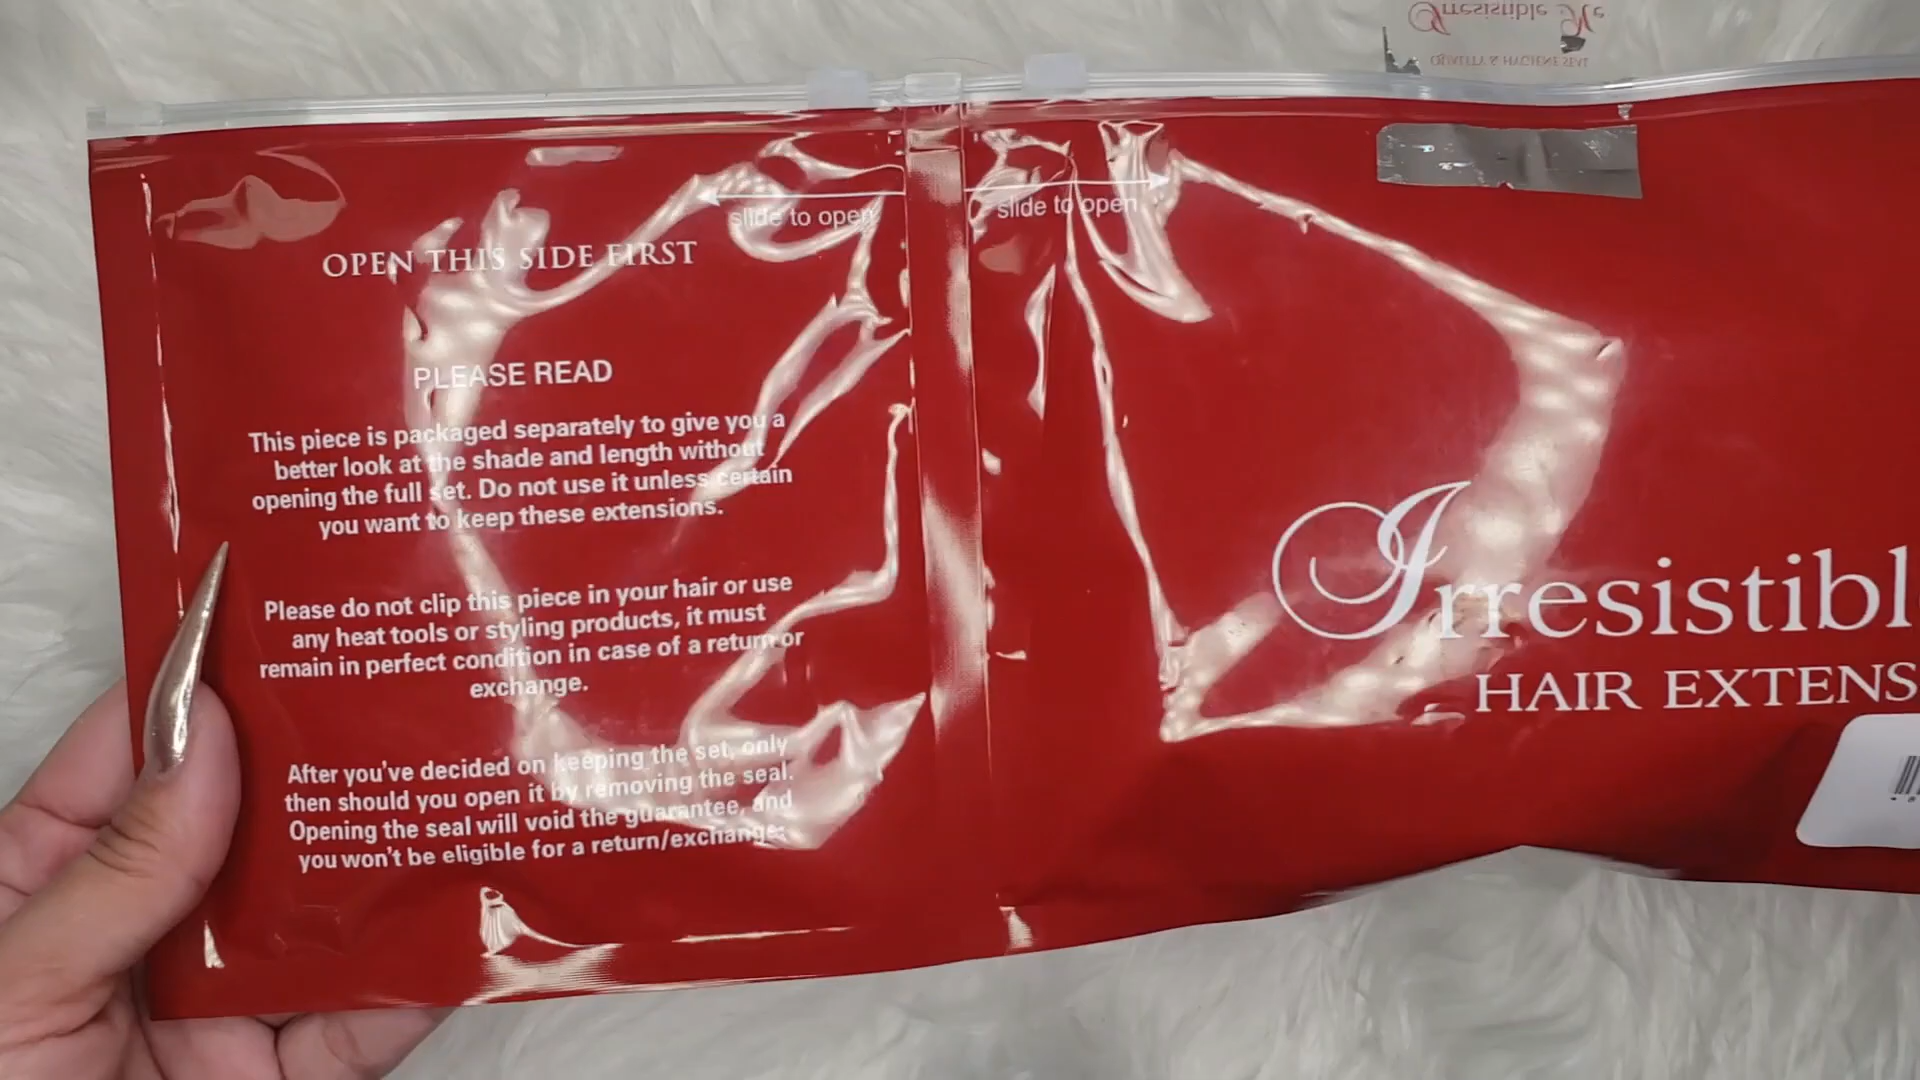 Irresistible Me
QUALITY & HYGIENE SEAL
slide to open
slide to open
OPEN THIS SIDE FIRST
PLEASE READ
This piece is packaged separately to give you a
better look at the shade and length without
opening the full set. Do not use it unless certain
you want to keep these extensions.
Please do not clip this piece in your hair or use
any heat tools or styling products, it must
remain in perfect condition in case of a return or
exchange.
After you've decided on keeping the set, only
then should you open it by removing the seal.
Opening the seal will void the guarantee, and
you won't be eligible for a return/exchange.
Irresistibl
HAIR EXTENS